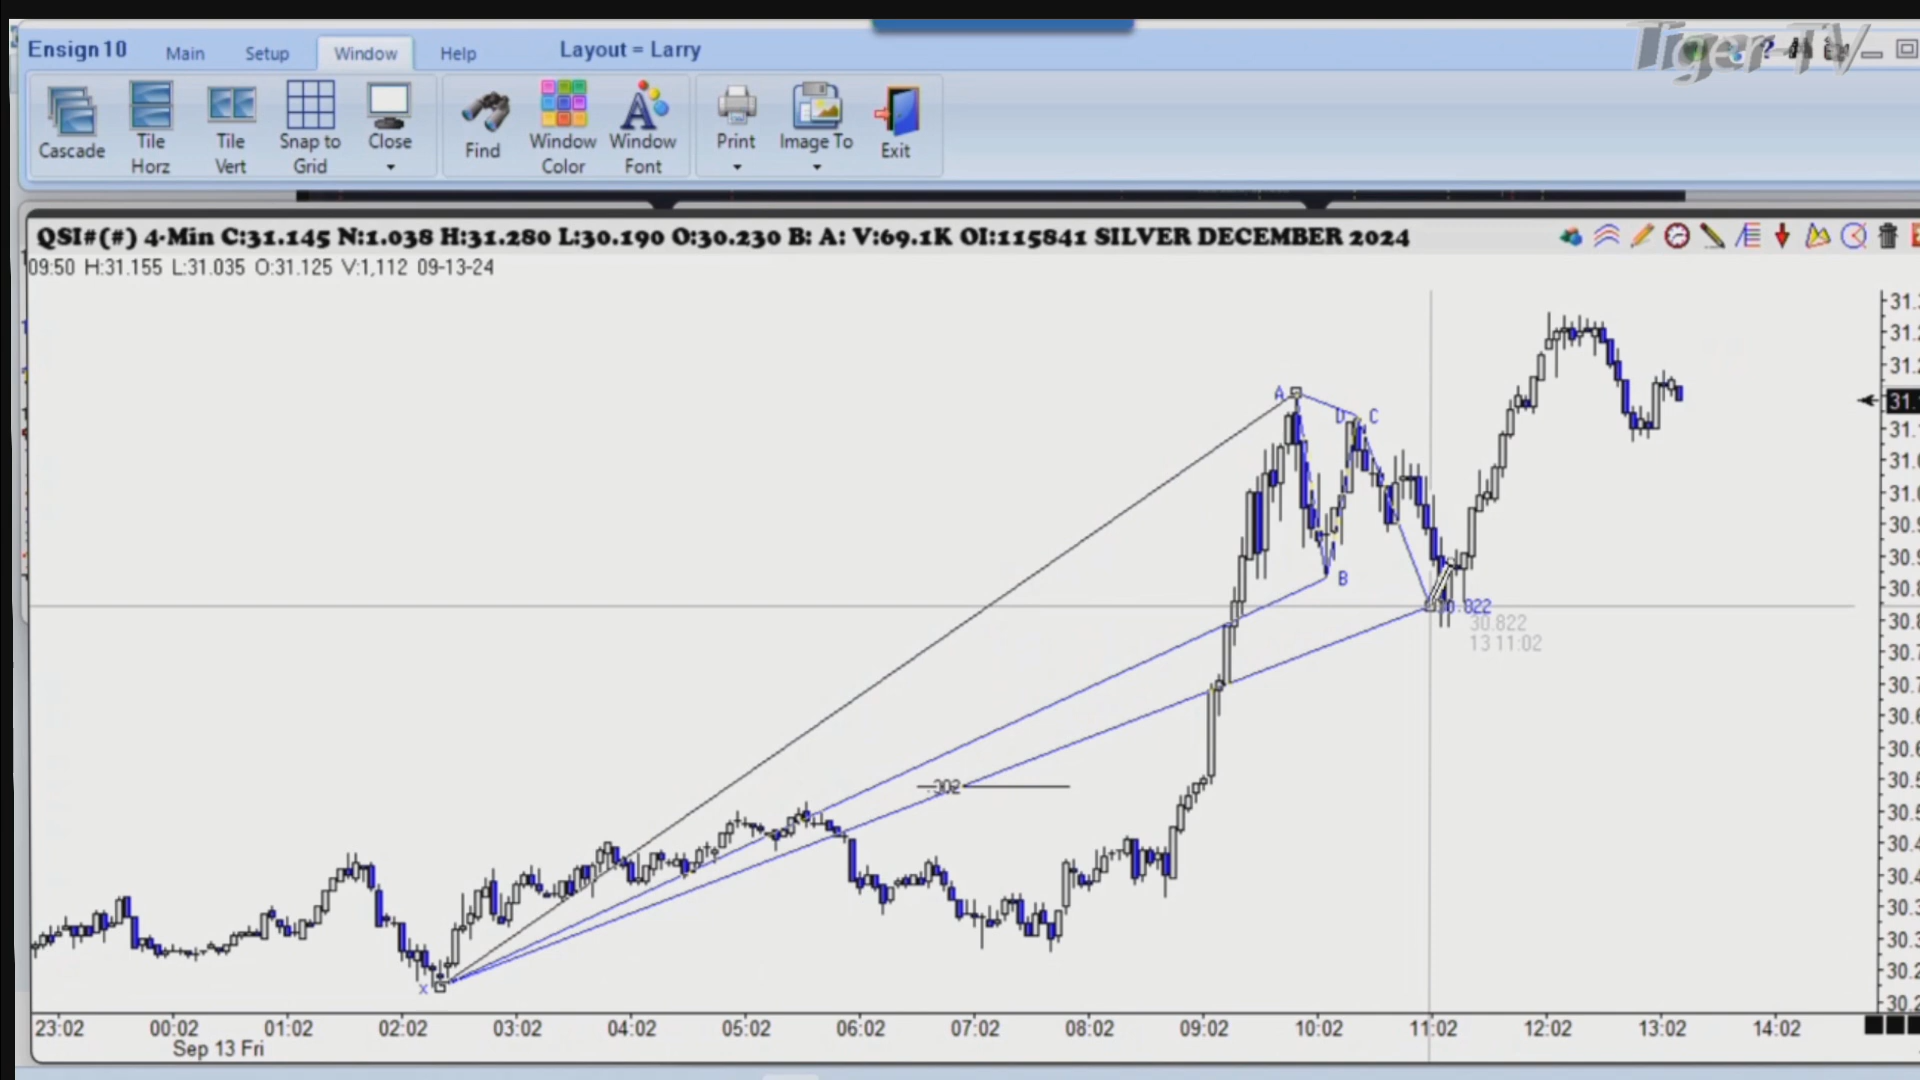 Tiger-TV
Ensign 10 Main Setup Window Help Layout = Larry
Cascade Tile Horz Tile Vert Snap to Grid Close Find Window Color Window Font Print Image To Exit
QSI#(#) 4-Min C:31.145 N:1.038 H:31.280 L:30.190 O:30.230 B: A: V:69.1K OI:115841 SILVER DECEMBER 2024
09:50 H:31.155 L:31.035 O:31.125 V:1,112 09-13-24
A
D C
B
30.822
30.822
13 11:02
x
23:02 00:02 01:02 02:02 03:02 04:02 05:02 06:02 07:02 08:02 09:02 10:02 11:02 12:02 13:02 14:02
Sep 13 Fri